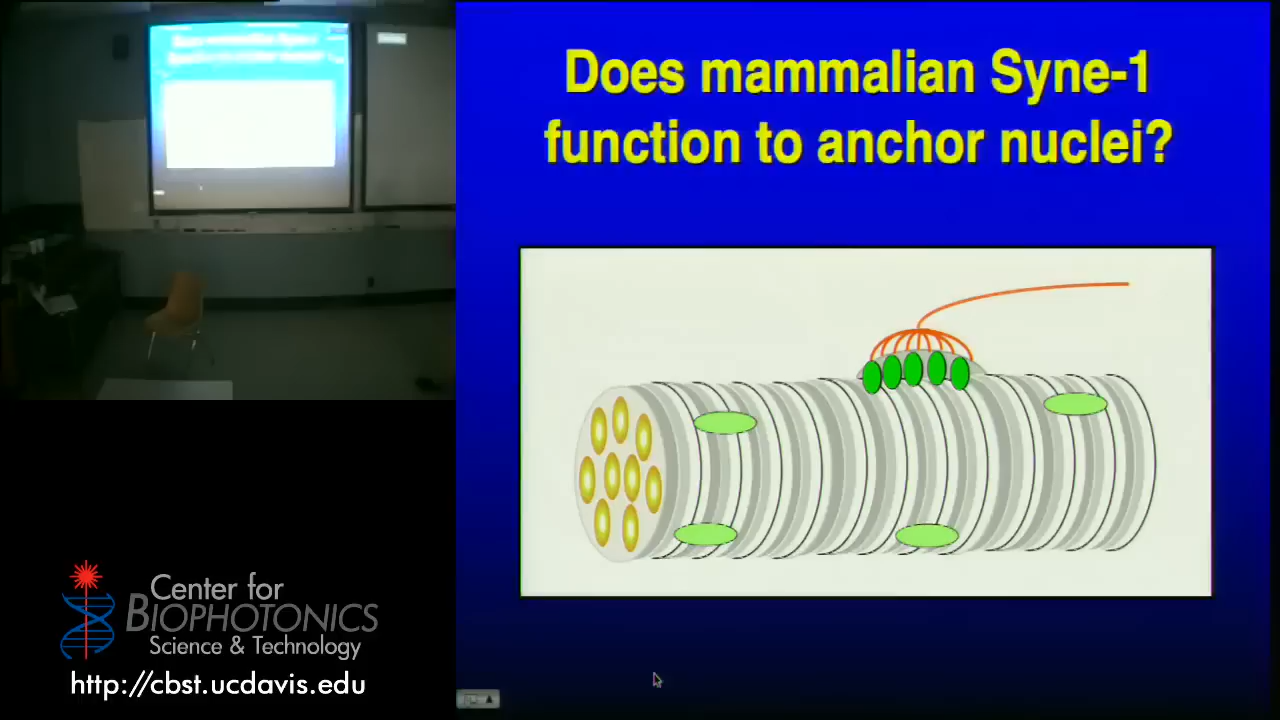 Does mammalian Syne-1
function to anchor nuclei?
Center for
BIOPHOTONICS
Science & Technology
http://cbst.ucdavis.edu